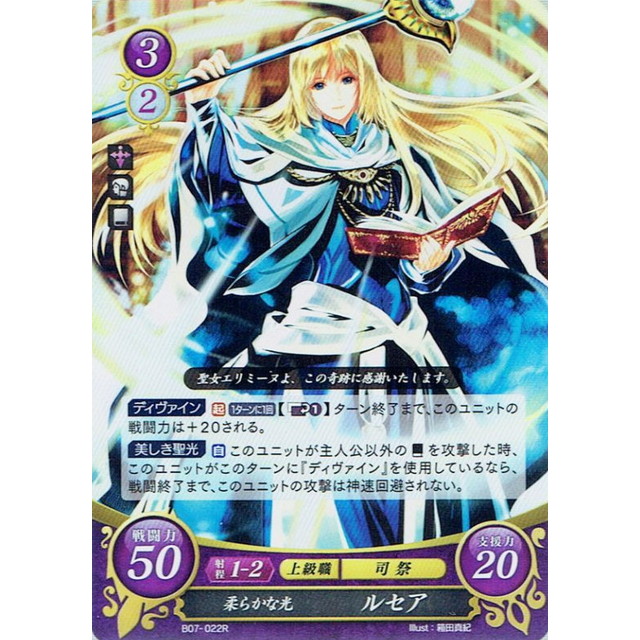 3
2
聖女エリミーヌよ、この奇跡に感謝いたします。
ディヴァイン 起 1ターンに1回【 1】ターン終了まで、このユニットの
戦闘力は+20される。
美しき聖光 自 このユニットが主人公以外の を攻撃した時、
このユニットがこのターンに『ディヴァイン』を使用しているなら、
戦闘終了まで、このユニットの攻撃は神速回避されない。
戦闘力 50
射程 1-2
上級職
司祭
支援力 20
柔らかな光
ルセア
B07-022R
Illust:箱田真紀